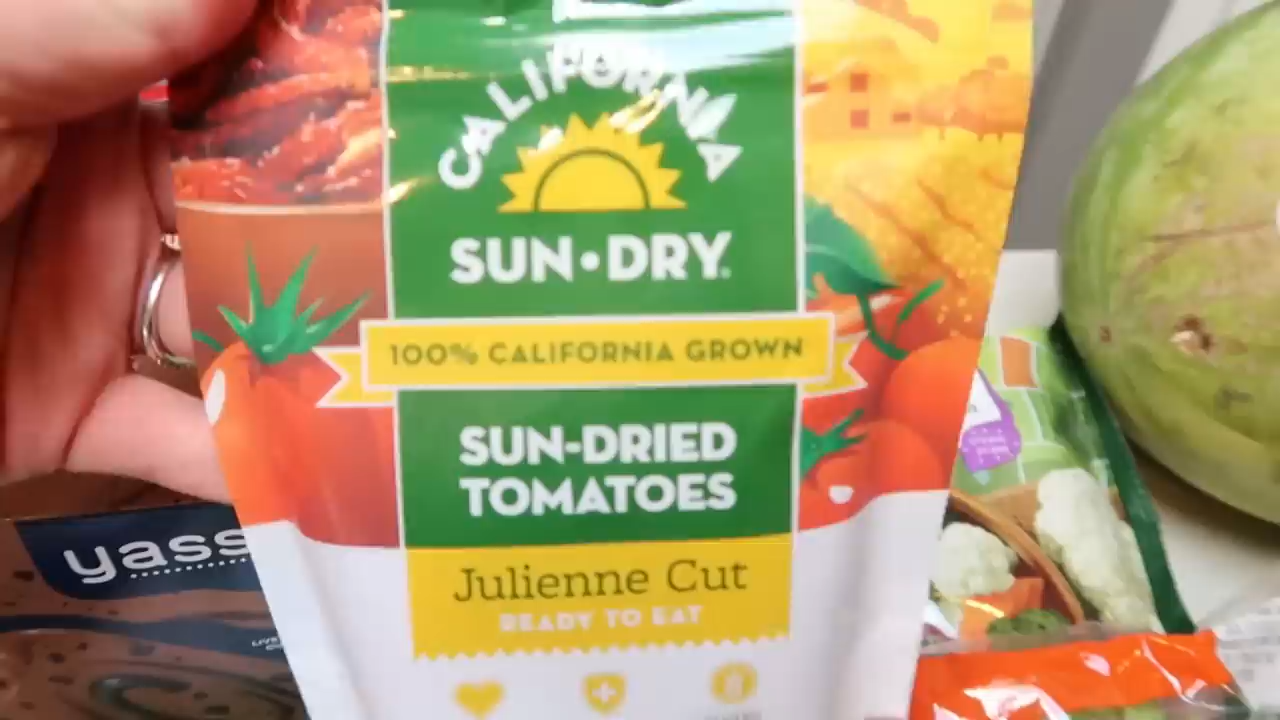 CALIFORNIA
SUN•DRY®
100% CALIFORNIA GROWN
SUN-DRIED
TOMATOES
Julienne Cut
READY TO EAT
yass